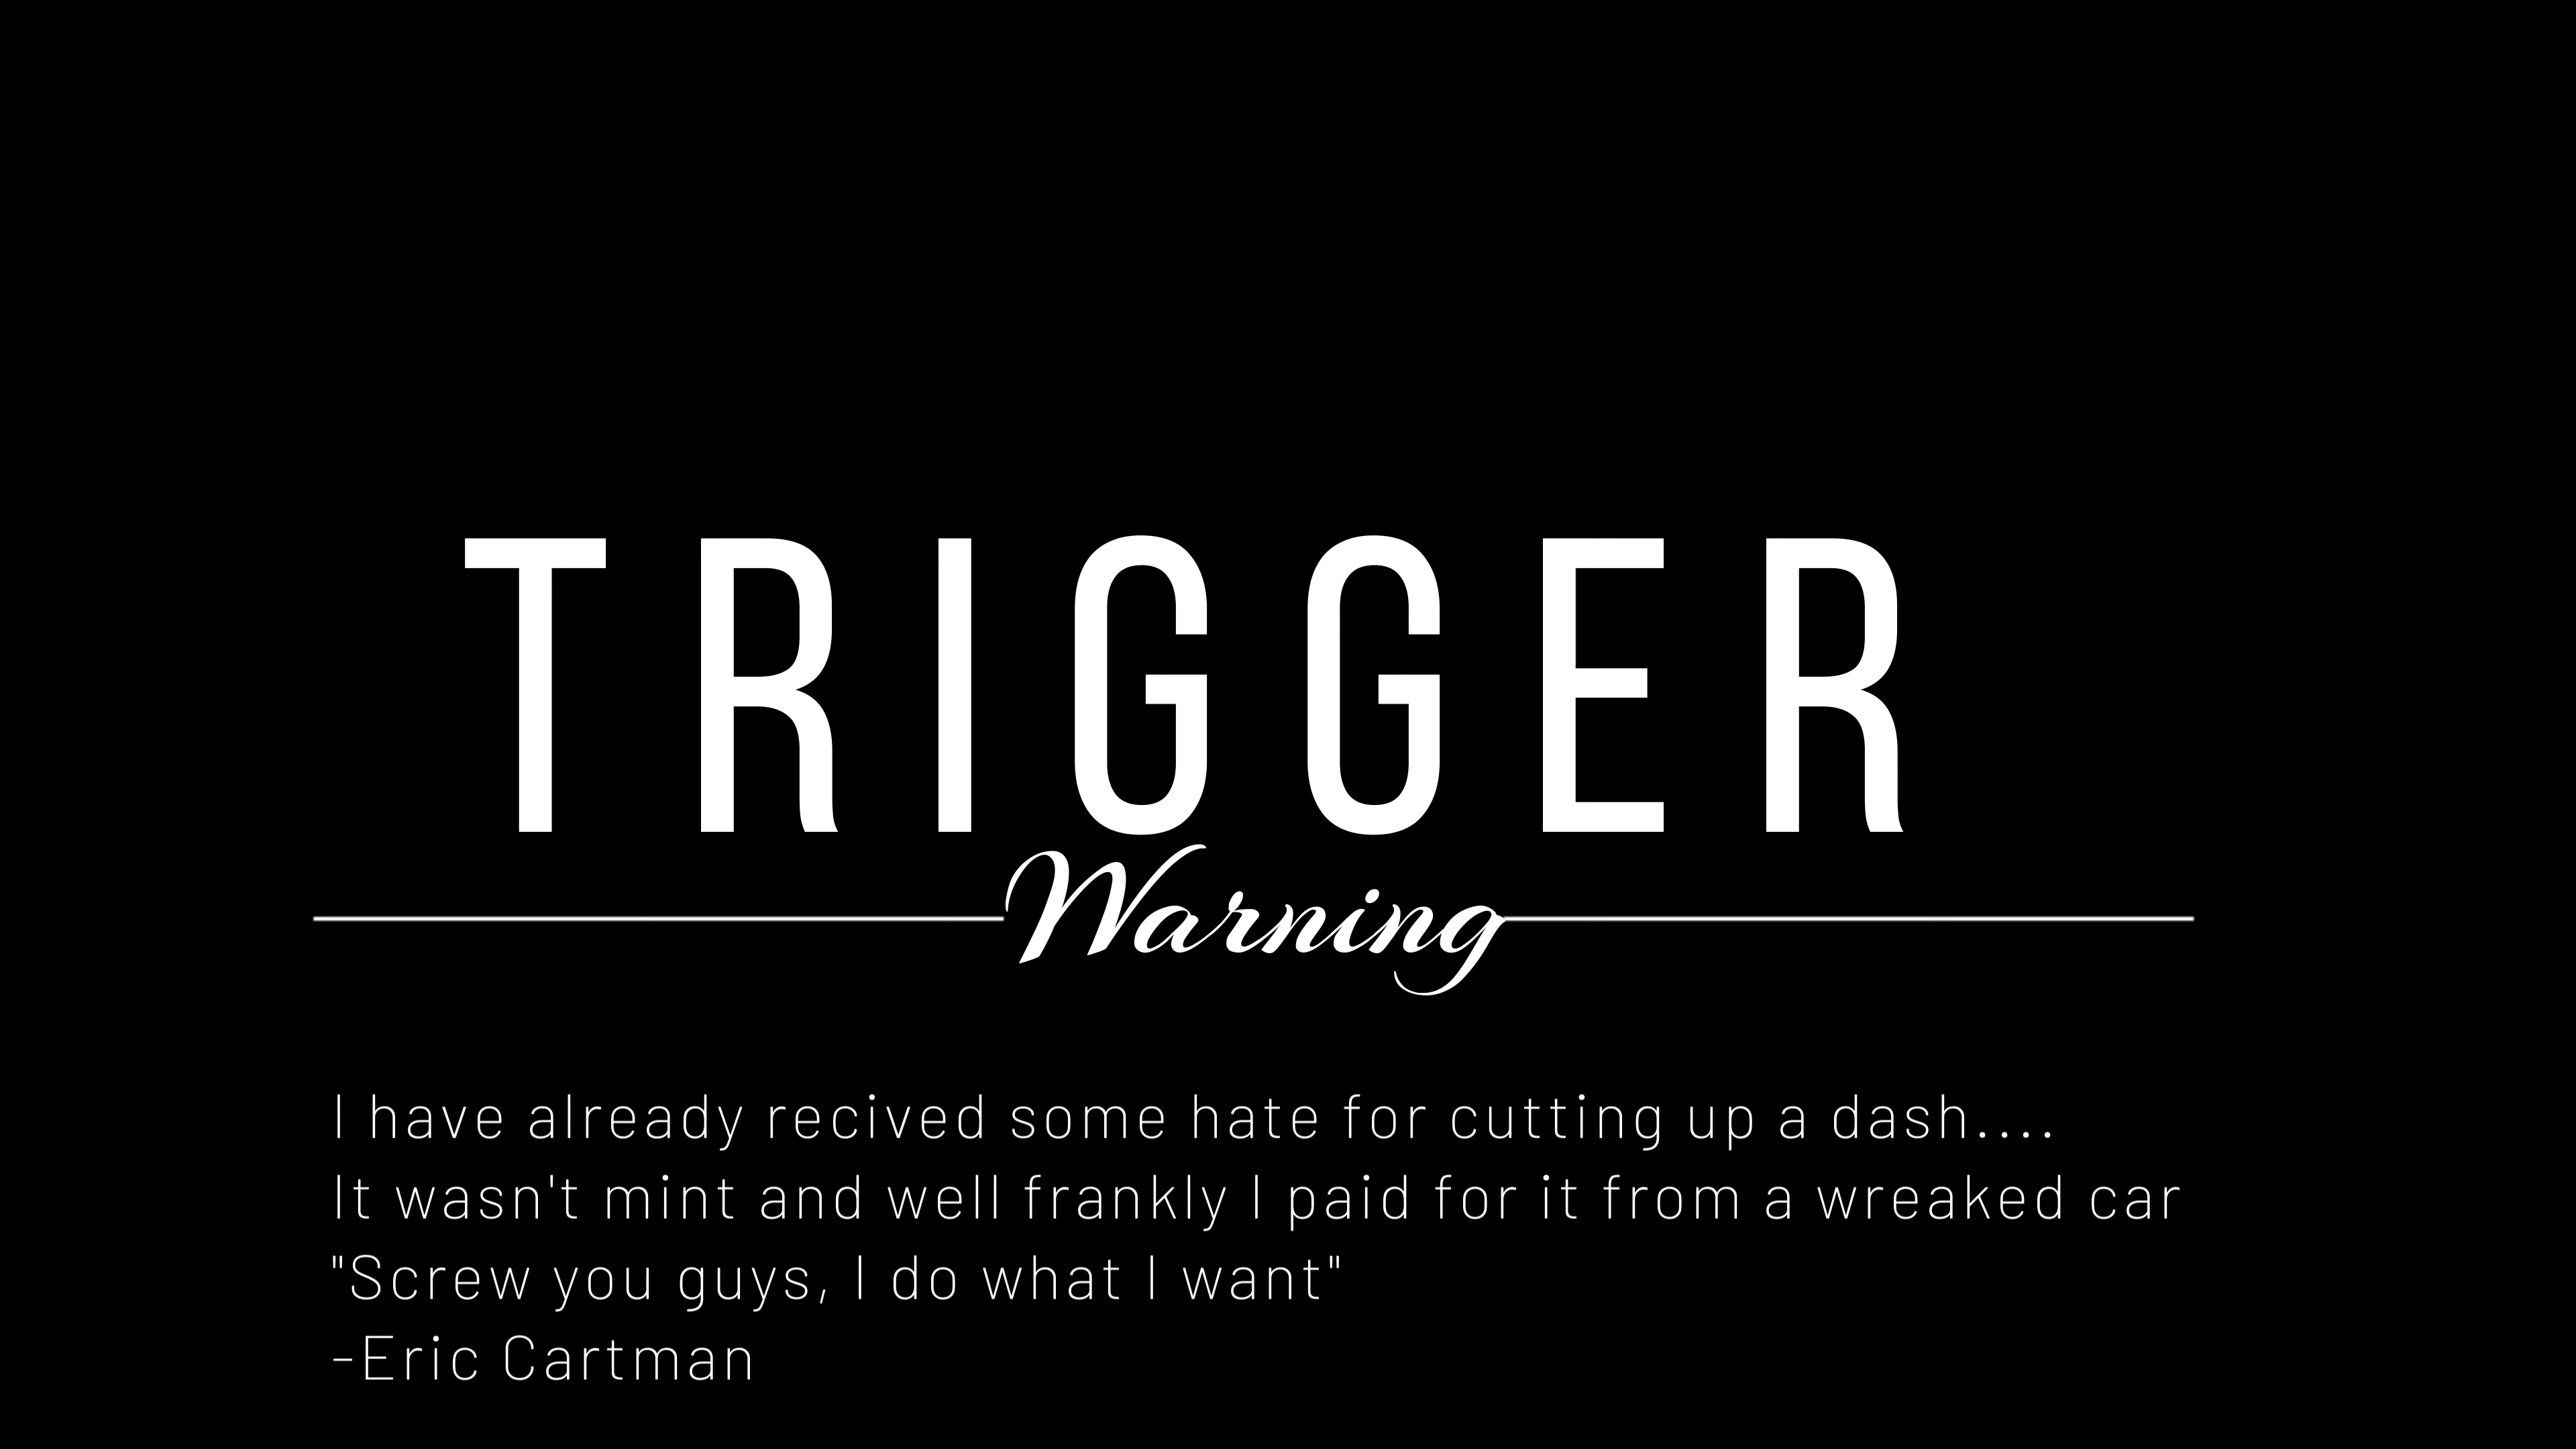 TRIGGER
Warning
I have already recived some hate for cutting up a dash....
It wasn't mint and well frankly I paid for it from a wreaked car
"Screw you guys, I do what I want"
-Eric Cartman